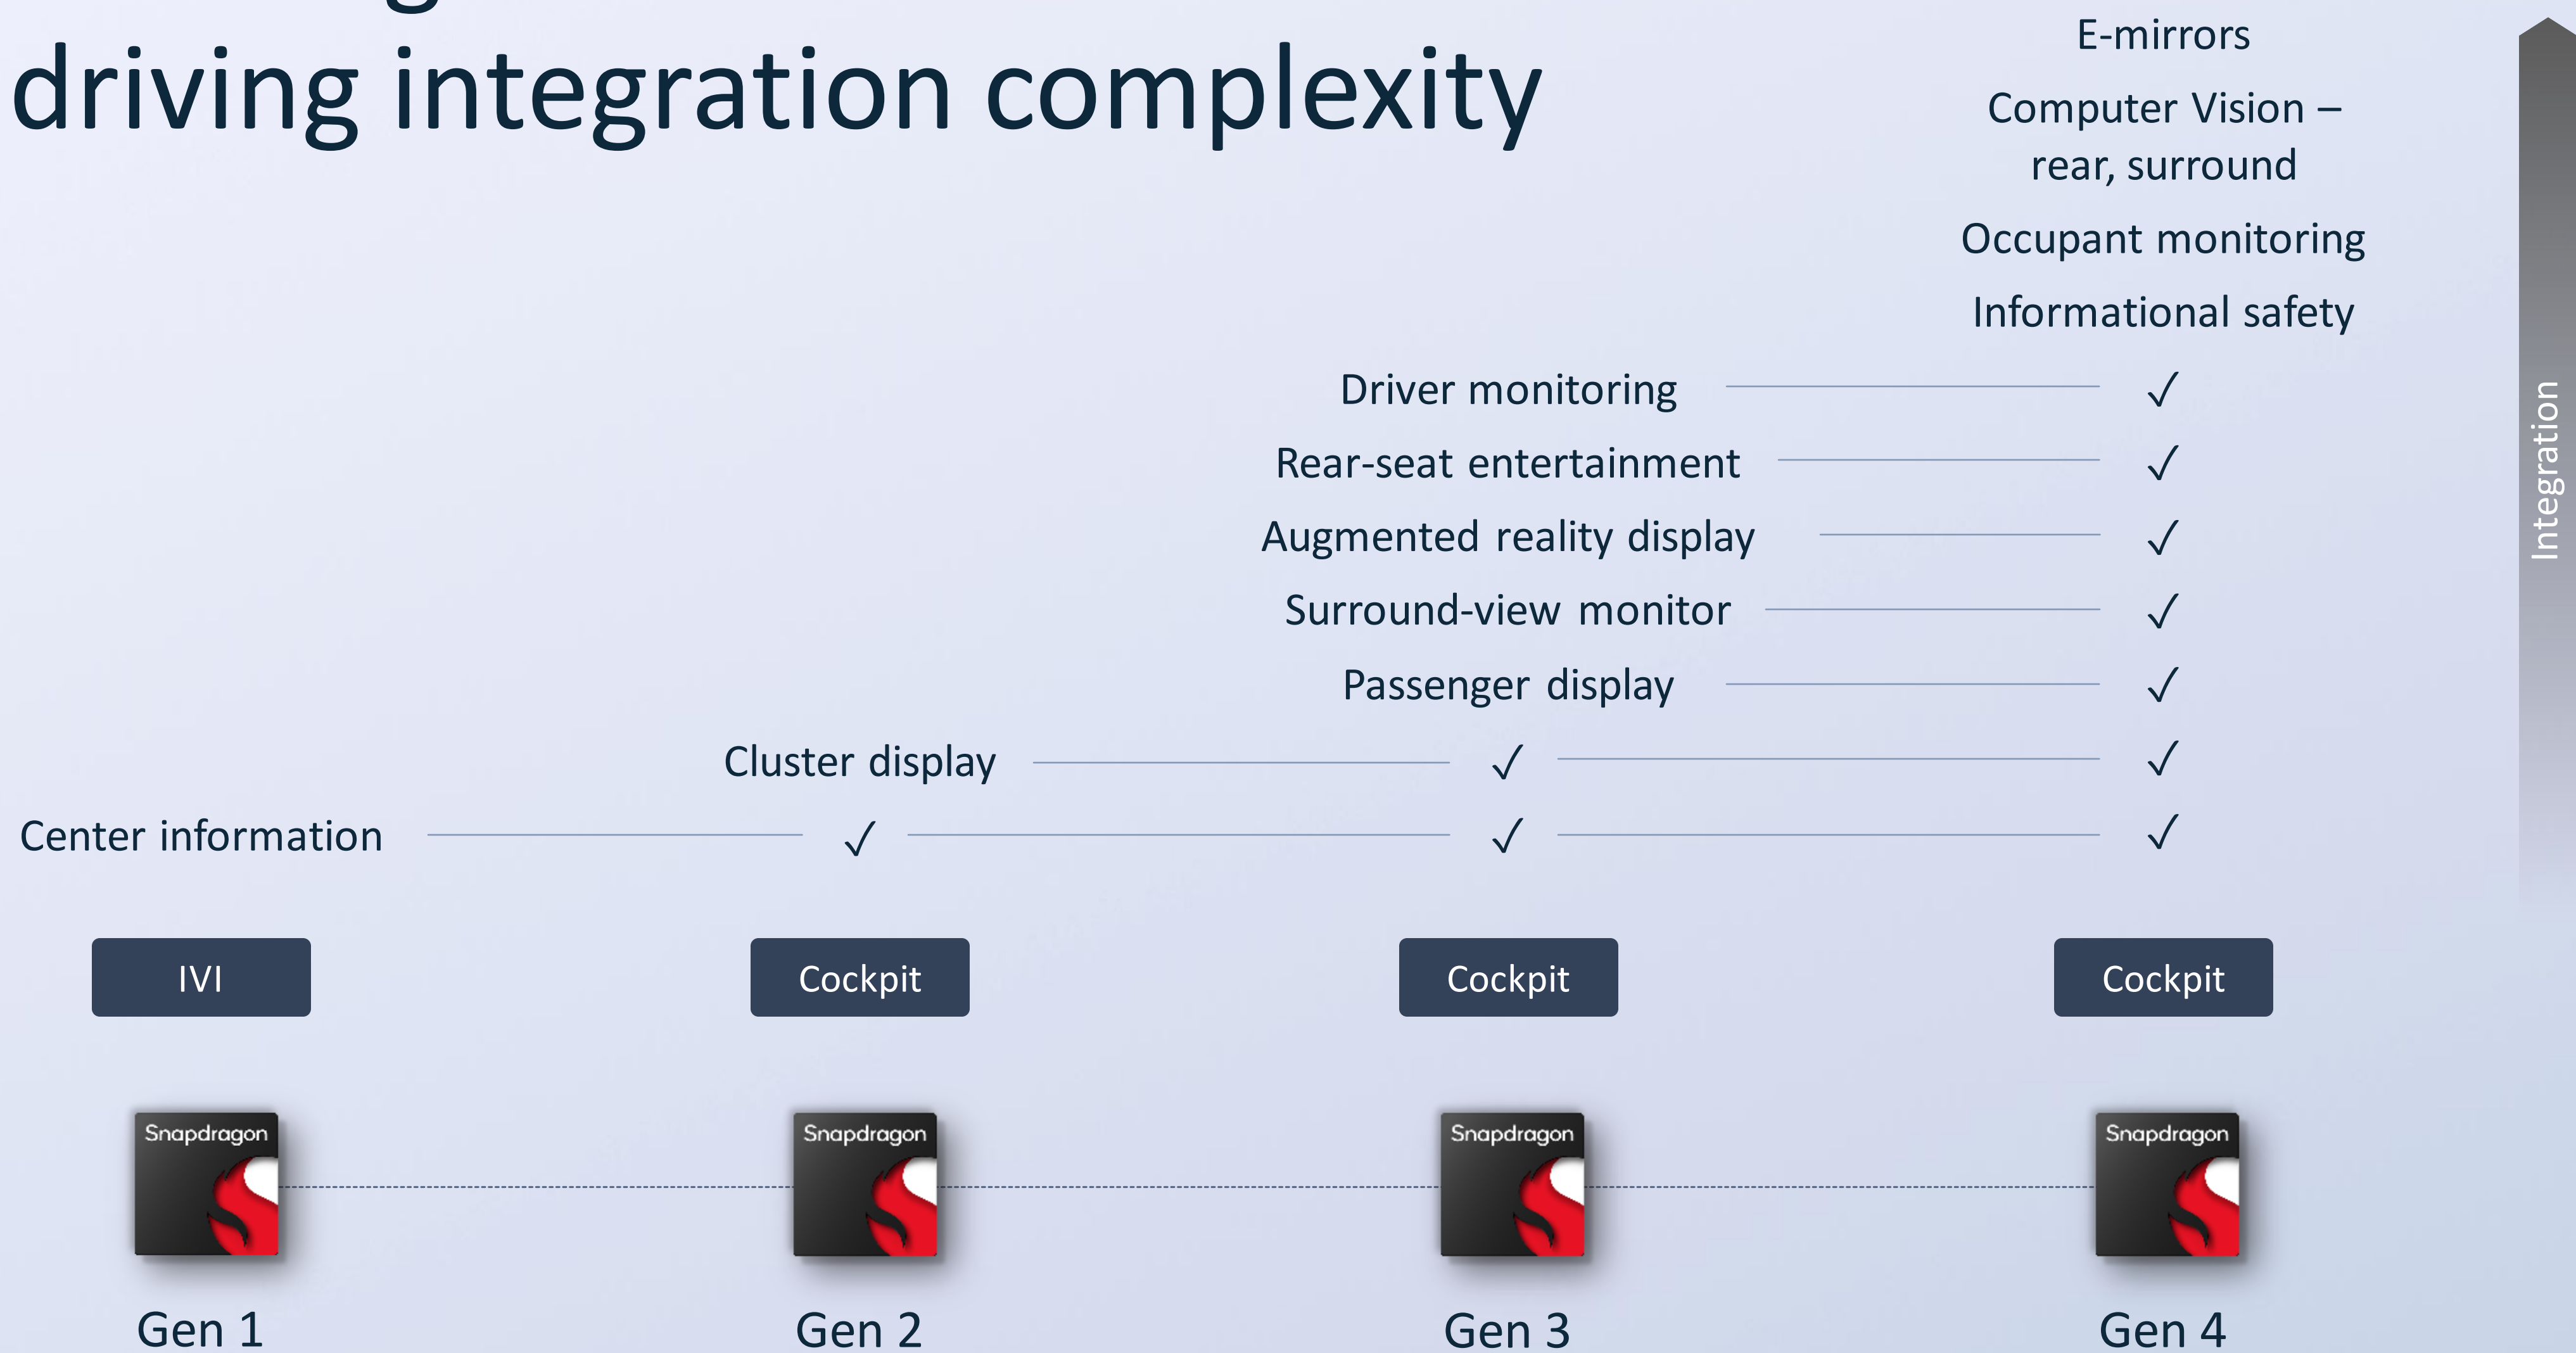 driving integration complexity
E-mirrors
Computer Vision –
rear, surround
Occupant monitoring
Informational safety
Driver monitoring ✓
Rear-seat entertainment ✓
Augmented reality display ✓
Surround-view monitor ✓
Passenger display ✓
Cluster display ✓ ✓
Center information ✓ ✓ ✓
Integration
IVI
Cockpit
Cockpit
Cockpit
Snapdragon
Snapdragon
Snapdragon
Snapdragon
Gen 1
Gen 2
Gen 3
Gen 4